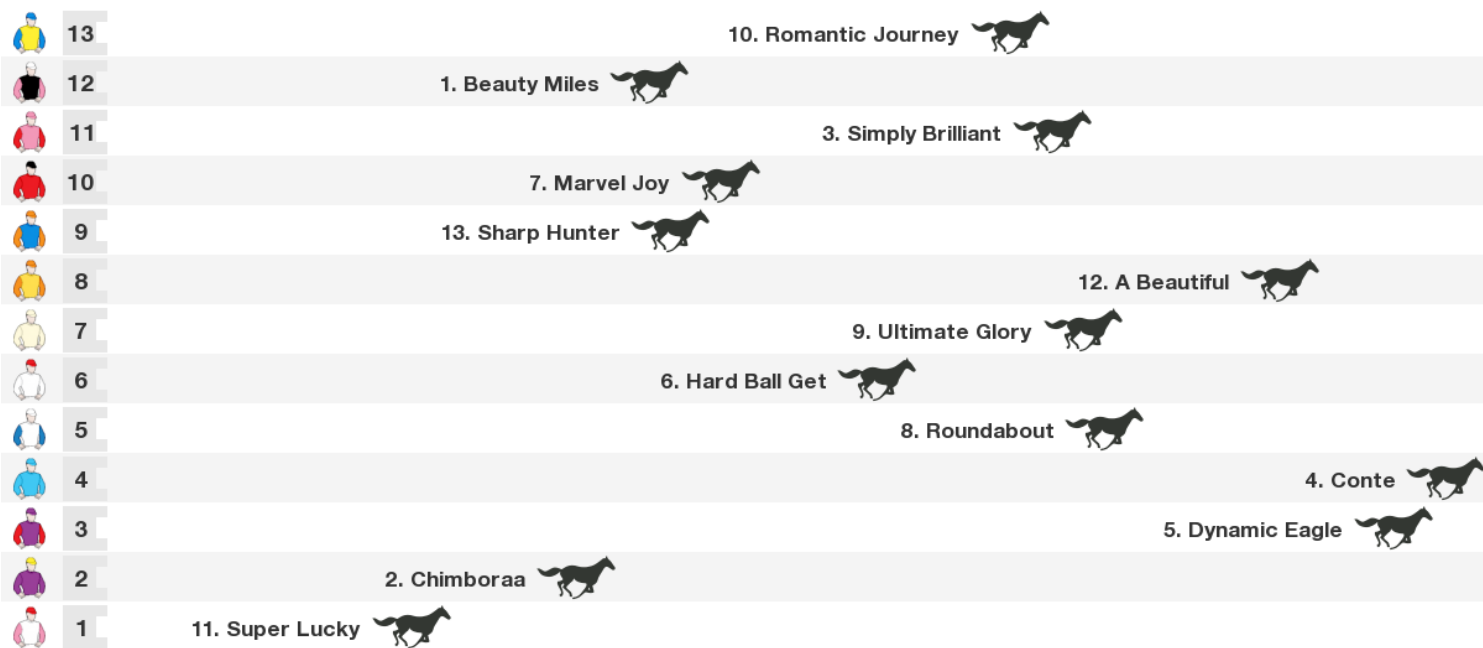 13 10. Romantic Journey
12 1. Beauty Miles
11 3. Simply Brilliant
10 7. Marvel Joy
9 13. Sharp Hunter
8 12. A Beautiful
7 9. Ultimate Glory
6 6. Hard Ball Get
5 8. Roundabout
4 4. Conte
3 5. Dynamic Eagle
2 2. Chimboraa
1 11. Super Lucky